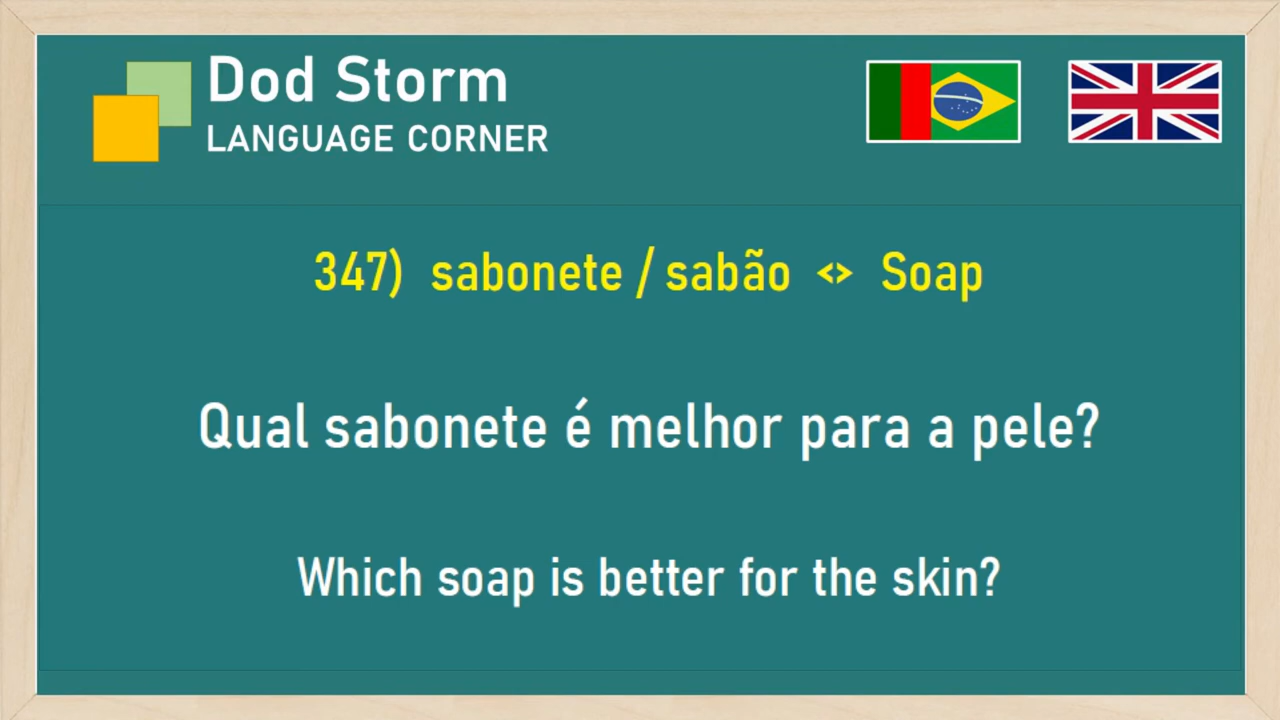 Dod Storm
LANGUAGE CORNER
347) sabonete / sabão <> Soap
Qual sabonete é melhor para a pele?
Which soap is better for the skin?